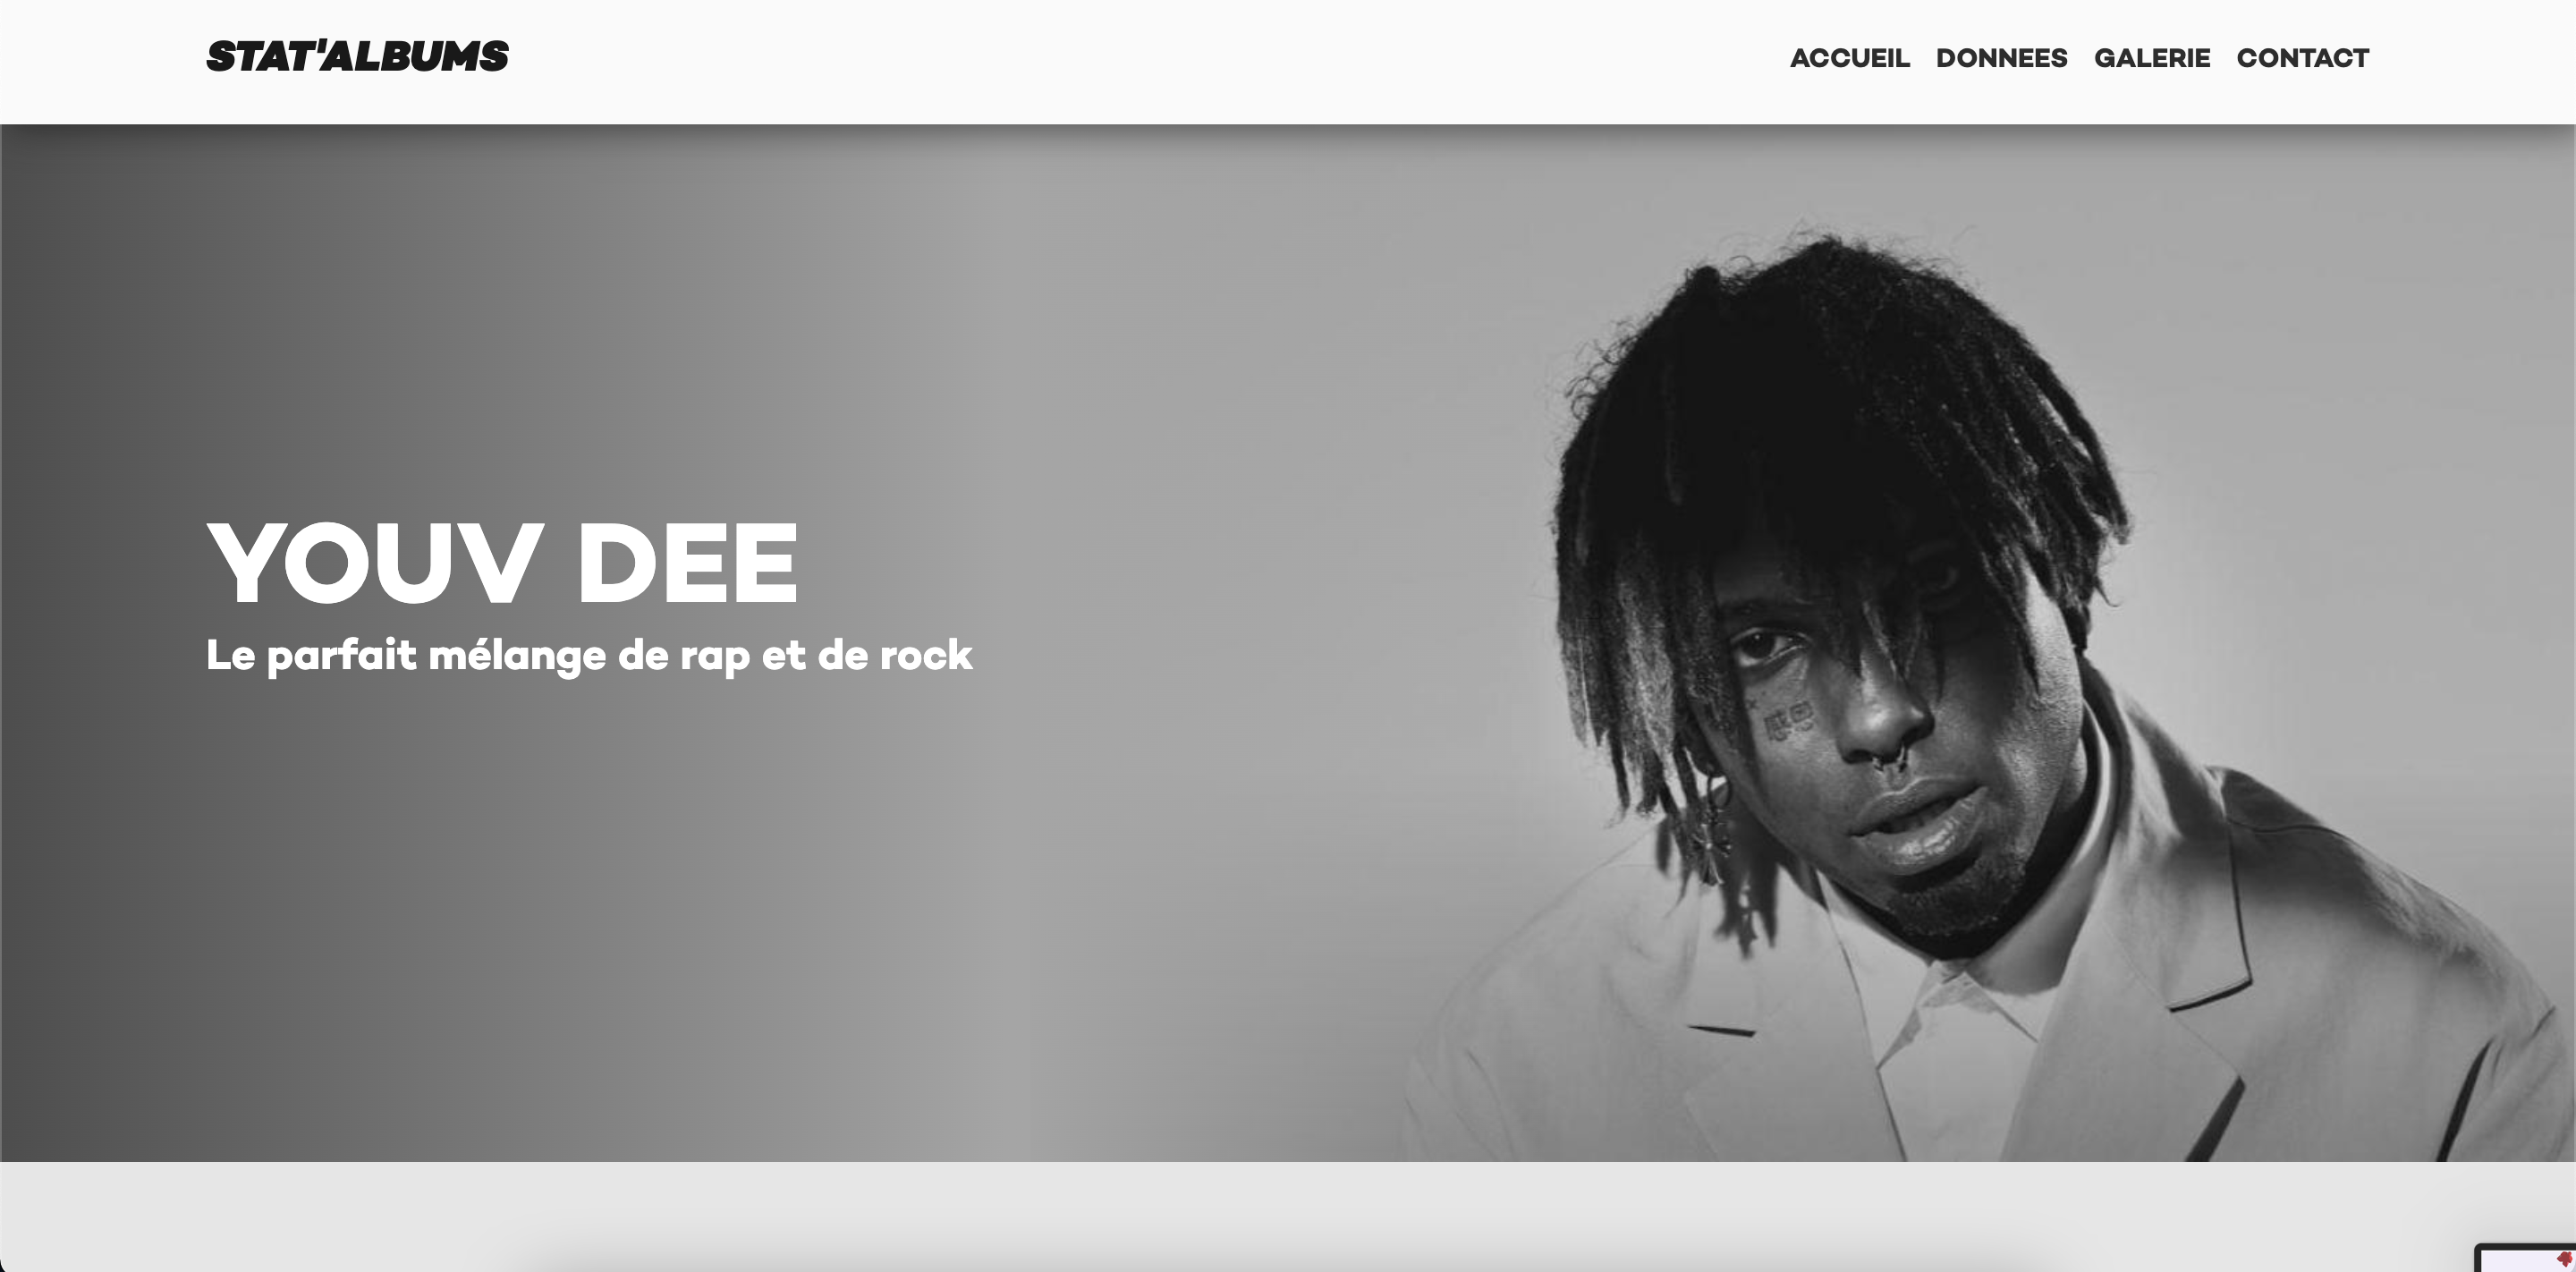 STAT'ALBUMS
ACCUEIL DONNEES GALERIE CONTACT
YOUV DEE
Le parfait mélange de rap et de rock